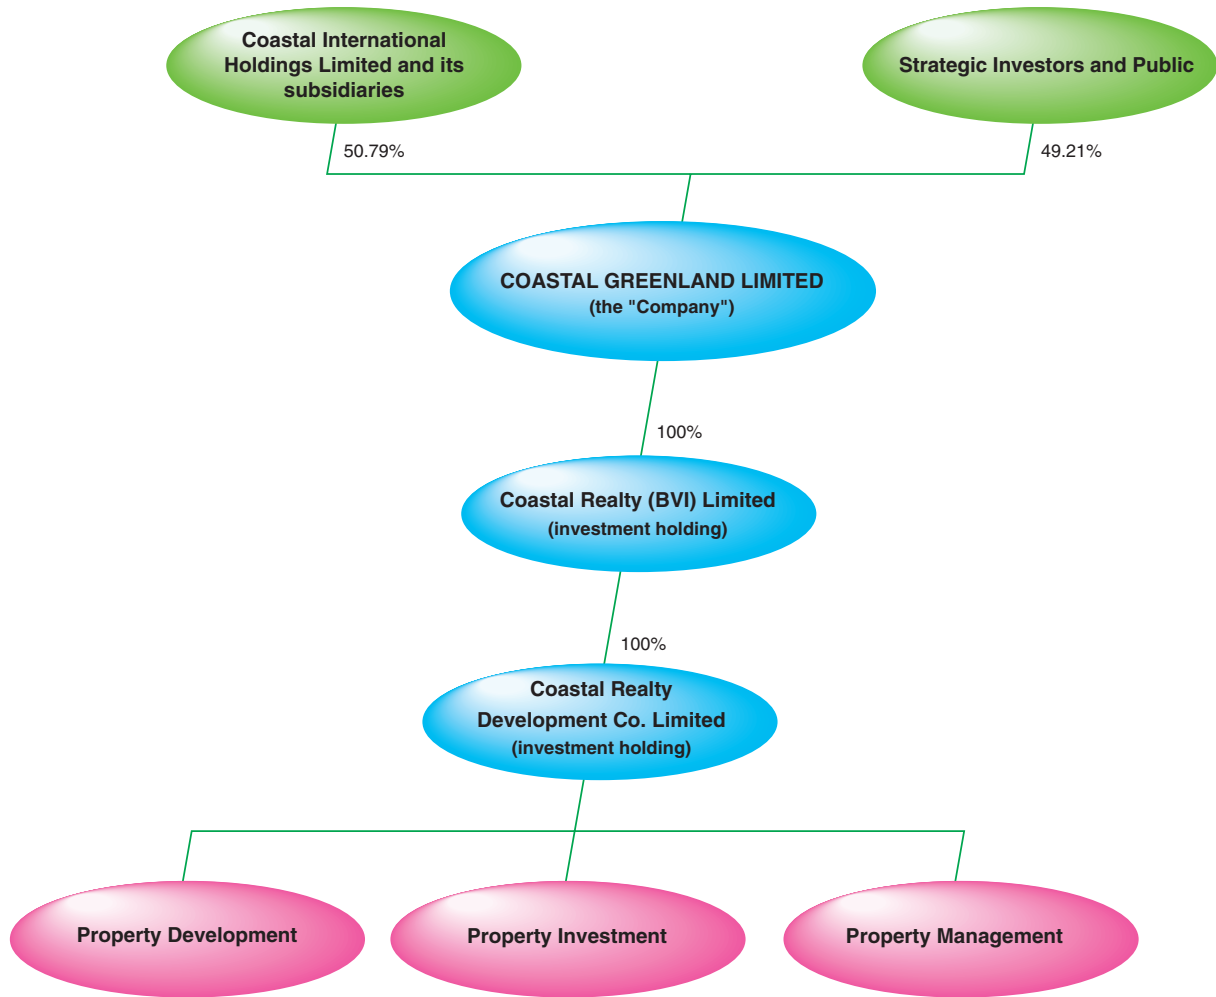 Coastal International
Holdings Limited and its
subsidiaries
Strategic Investors and Public
50.79%
49.21%
COASTAL GREENLAND LIMITED
(the "Company")
100%
Coastal Realty (BVI) Limited
(investment holding)
100%
Coastal Realty
Development Co. Limited
(investment holding)
Property Development
Property Investment
Property Management